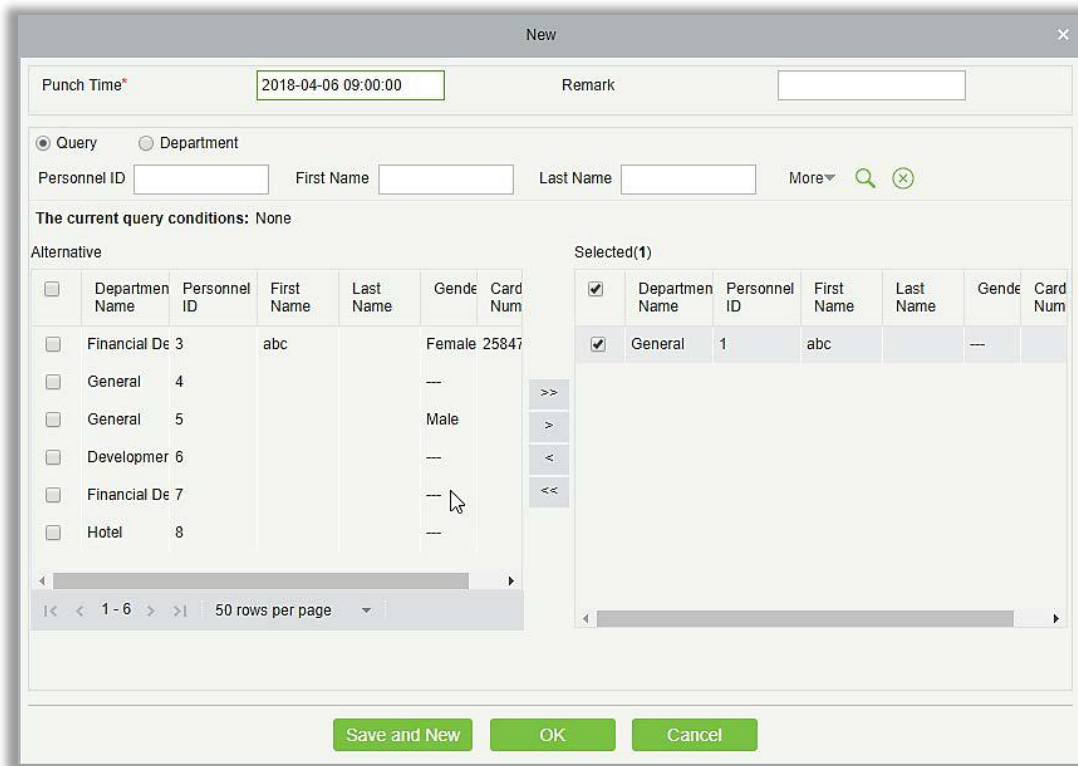 New ×
Punch Time* 2018-04-06 09:00:00 Remark
Query Department
Personnel ID First Name Last Name More
The current query conditions: None
Alternative Selected(1)
Departmen Name Personnel ID First Name Last Name Gende Card Num Departmen Name Personnel ID First Name Last Name Gende Card Num
Financial De 3 abc Female 25847 General 1 abc ---
General 4 ---
General 5 Male
Developmer 6 ---
Financial De 7 ---
Hotel 8 ---
>>
>
<
<<
|< < 1 - 6 > >| 50 rows per page
Save and New OK Cancel